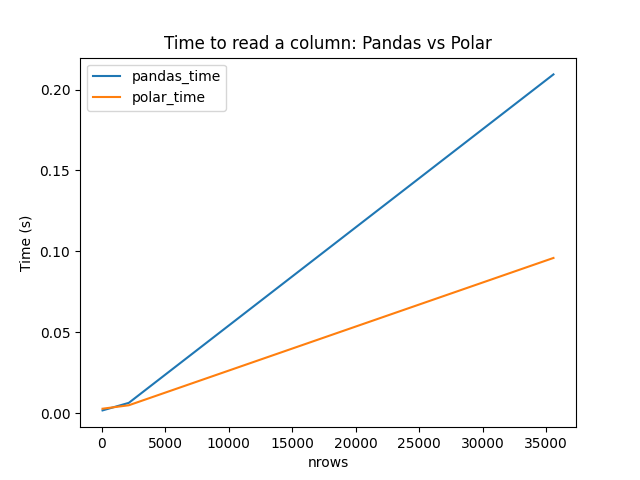 Time to read a column: Pandas vs Polar
pandas_time
polar_time
Time (s)
0.20
0.15
0.10
0.05
0.00
0 5000 10000 15000 20000 25000 30000 35000
nrows